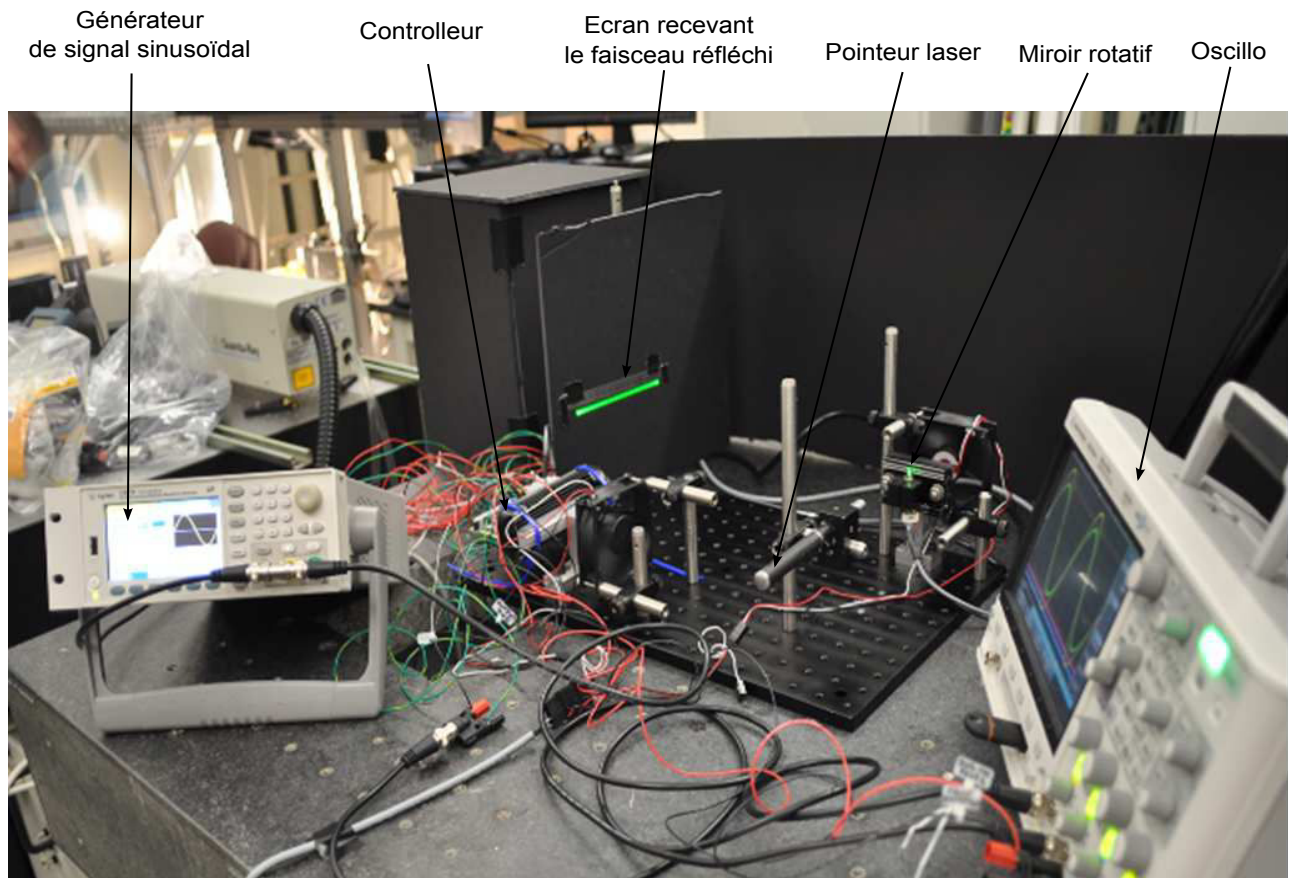 Générateur
de signal sinusoïdal
Controlleur
Ecran recevant
le faisceau réfléchi
Pointeur laser
Miroir rotatif
Oscillo